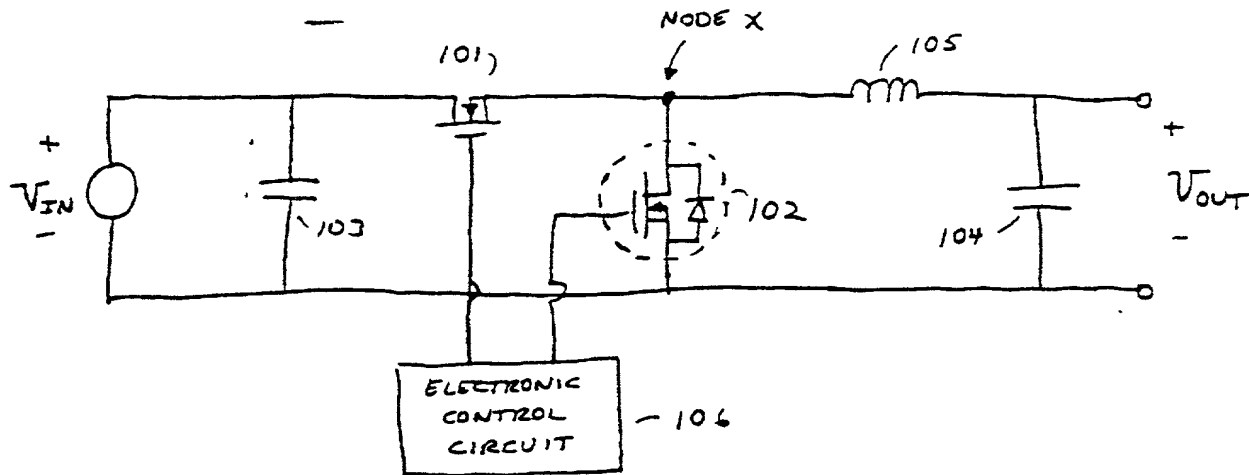 NODE X
101
105
+
VIN
-
103
102
104
+
VOUT
-
ELECTRONIC
CONTROL
CIRCUIT
106